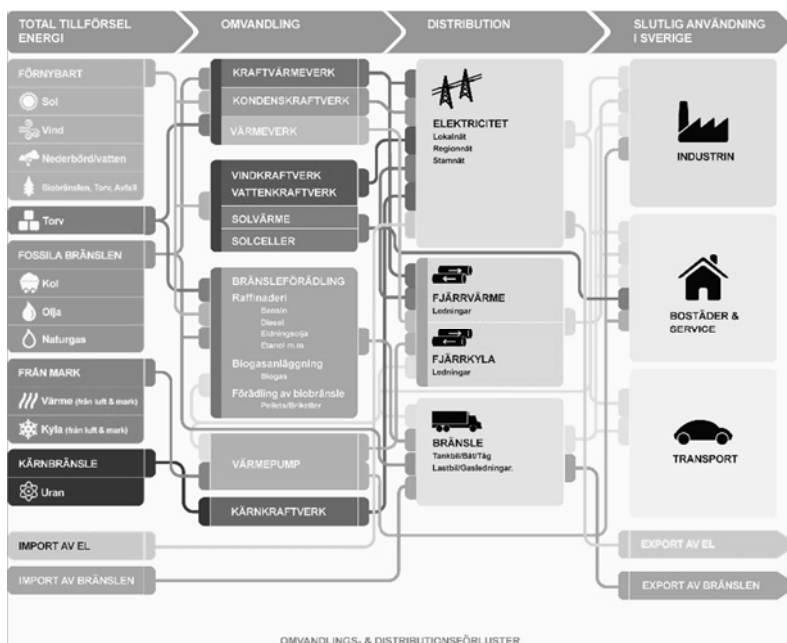 TOTAL TILLFÖRSEL
ENERGI
OMVANDLING
DISTRIBUTION
SLUTLIG ANVÄNDNING
I SVERIGE
FÖRNYBART
Sol
Vind
Nederbörd/vatten
Biobränslen, Torv, Avfall
Torv
FOSSILA BRÄNSLEN
Kol
Olja
Naturgas
FRÅN MARK
Värme (från luft & mark)
Kyla (från luft & mark)
KÄRNBRÄNSLE
Uran
IMPORT AV EL
IMPORT AV BRÄNSLEN
KRAFTVÄRMEVERK
KONDENSKRAFTVERK
VÄRMEVERK
VINDKRAFTVERK
VATTENKRAFTVERK
SOLVÄRME
SOLCELLER
BRÄNSLEFÖRÄDLING
Raffinaderi
Bensin
Diesel
Eldningsolja
Etanol m.m
Biogasanläggning
Biogas
Förädling av biobränsle
Pellets/Briketter
VÄRMEPUMP
KÄRNKRAFTVERK
ELEKTRICITET
Lokalnät
Regionnät
Stamnät
FJÄRRVÄRME
Ledningar
FJÄRRKYLA
Ledningar
BRÄNSLE
Tankbil/Båt/Tåg
Lastbil/Gasledningar.
INDUSTRIN
BOSTÄDER &
SERVICE
TRANSPORT
EXPORT AV EL
EXPORT AV BRÄNSLEN
OMVANDLINGS- & DISTRIBUTIONSFÖRLUSTER